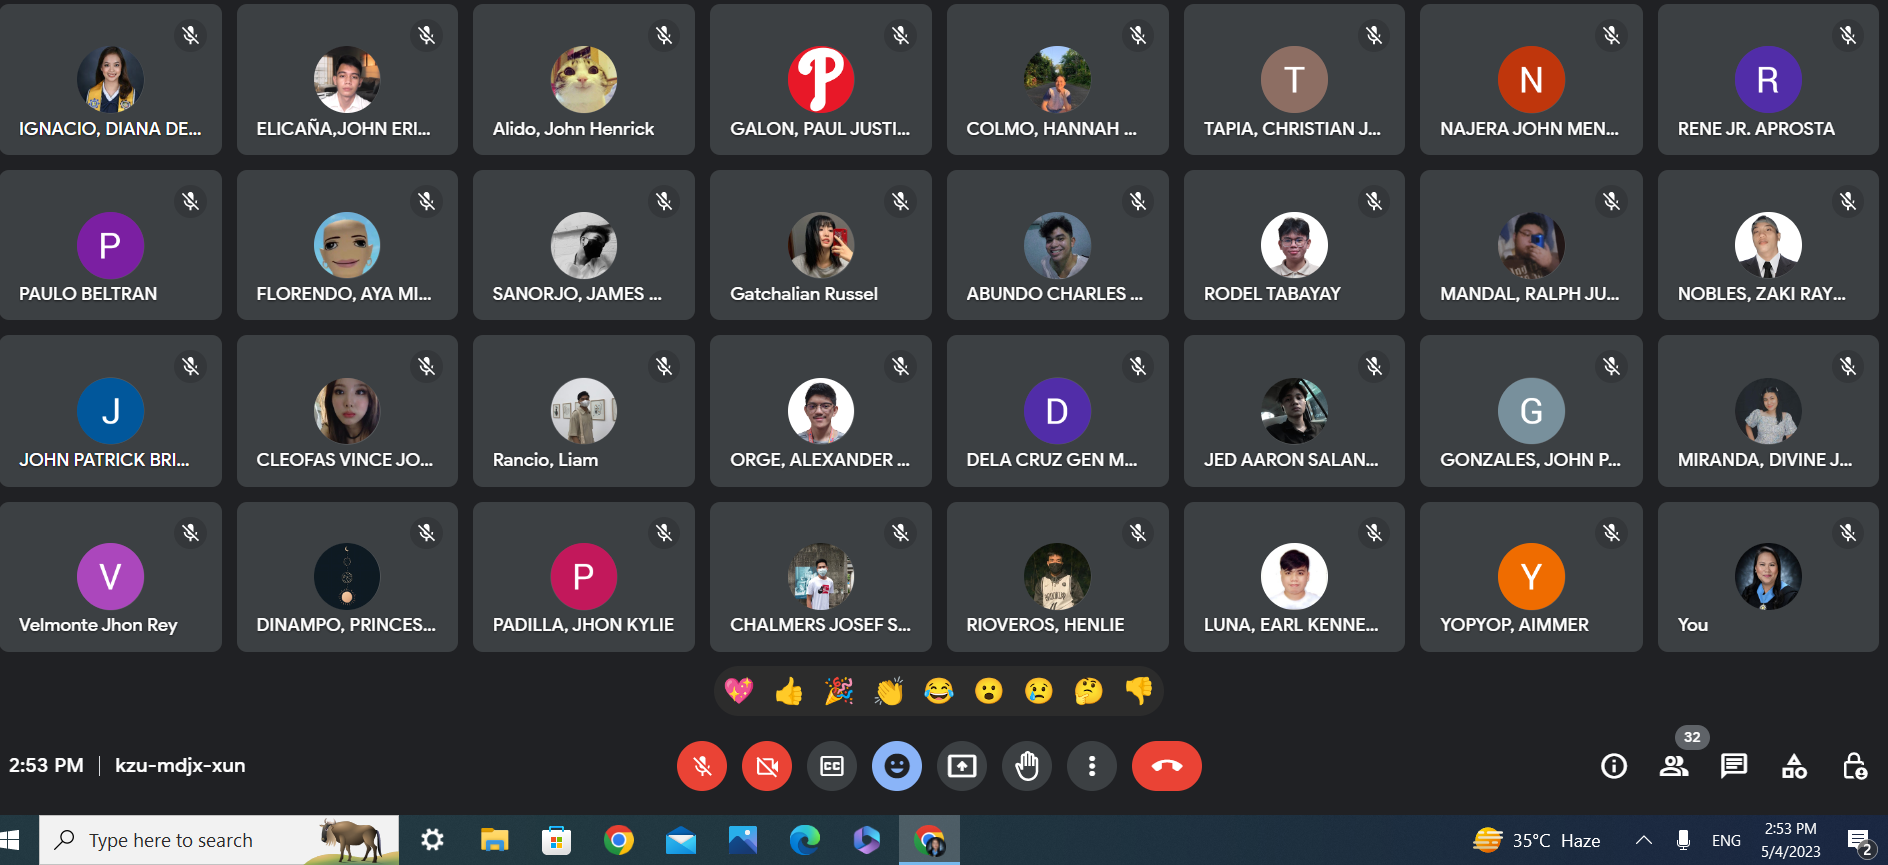 IGNACIO, DIANA DE...
ELICAÑA,JOHN ERI...
Alido, John Henrick
P
GALON, PAUL JUSTI...
COLMO, HANNAH ...
T
TAPIA, CHRISTIAN J...
N
NAJERA JOHN MEN...
R
RENE JR. APROSTA
P
PAULO BELTRAN
FLORENDO, AYA MI...
SANORJO, JAMES ...
Gatchalian Russel
ABUNDO CHARLES ...
RODEL TABAYAY
MANDAL, RALPH JU...
NOBLES, ZAKI RAY...
J
JOHN PATRICK BRI...
CLEOFAS VINCE JO...
Rancio, Liam
ORGE, ALEXANDER ...
D
DELA CRUZ GEN M...
JED AARON SALAN...
G
GONZALES, JOHN P...
MIRANDA, DIVINE J...
V
Velmonte Jhon Rey
DINAMPO, PRINCES...
P
PADILLA, JHON KYLIE
CHALMERS JOSEF S...
RIOVEROS, HENLIE
LUNA, EARL KENNE...
Y
YOPYOP, AIMMER
You
2:53 PM | kzu-mdjx-xun
CC
32
Type here to search
35°C Haze
ENG
2:53 PM
5/4/2023
2